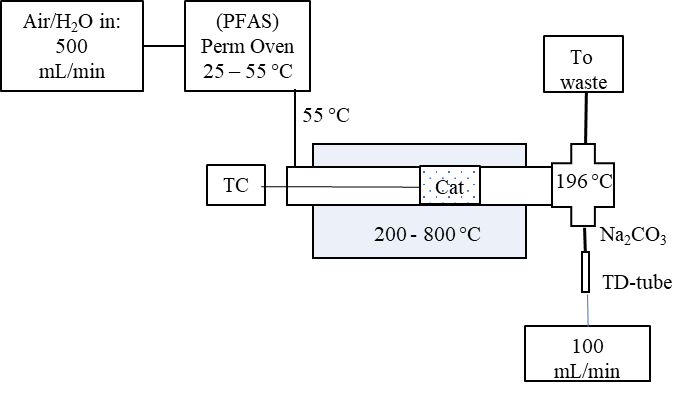 Air/H₂O in:
500
mL/min
(PFAS)
Perm Oven
25 – 55 °C
To
waste
55 °C
TC
Cat.
196 °C
200 - 800 °C
Na₂CO₃
TD-tube
100
mL/min